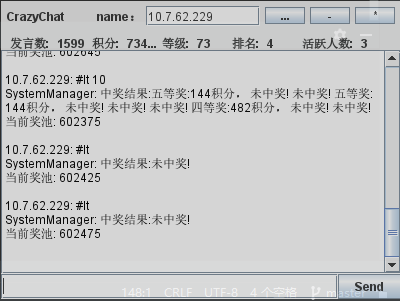 CrazyChat name: 10.7.62.229 ... - *
发言数: 1599 积分: 734... 等级: 73 排名: 4 活跃人数: 3
当前奖池: 602645
10.7.62.229: #lt 10
SystemManager: 中奖结果:五等奖:144积分, 未中奖! 未中奖! 五等奖:
144积分, 未中奖! 未中奖! 四等奖:482积分, 未中奖! 未中奖!
当前奖池: 602375
10.7.62.229: #lt
SystemManager: 中奖结果:未中奖!
当前奖池: 602425
10.7.62.229: #lt
SystemManager: 中奖结果:未中奖!
当前奖池: 602475
Send
148:1 CRLF UTF-8 4 个空格 master